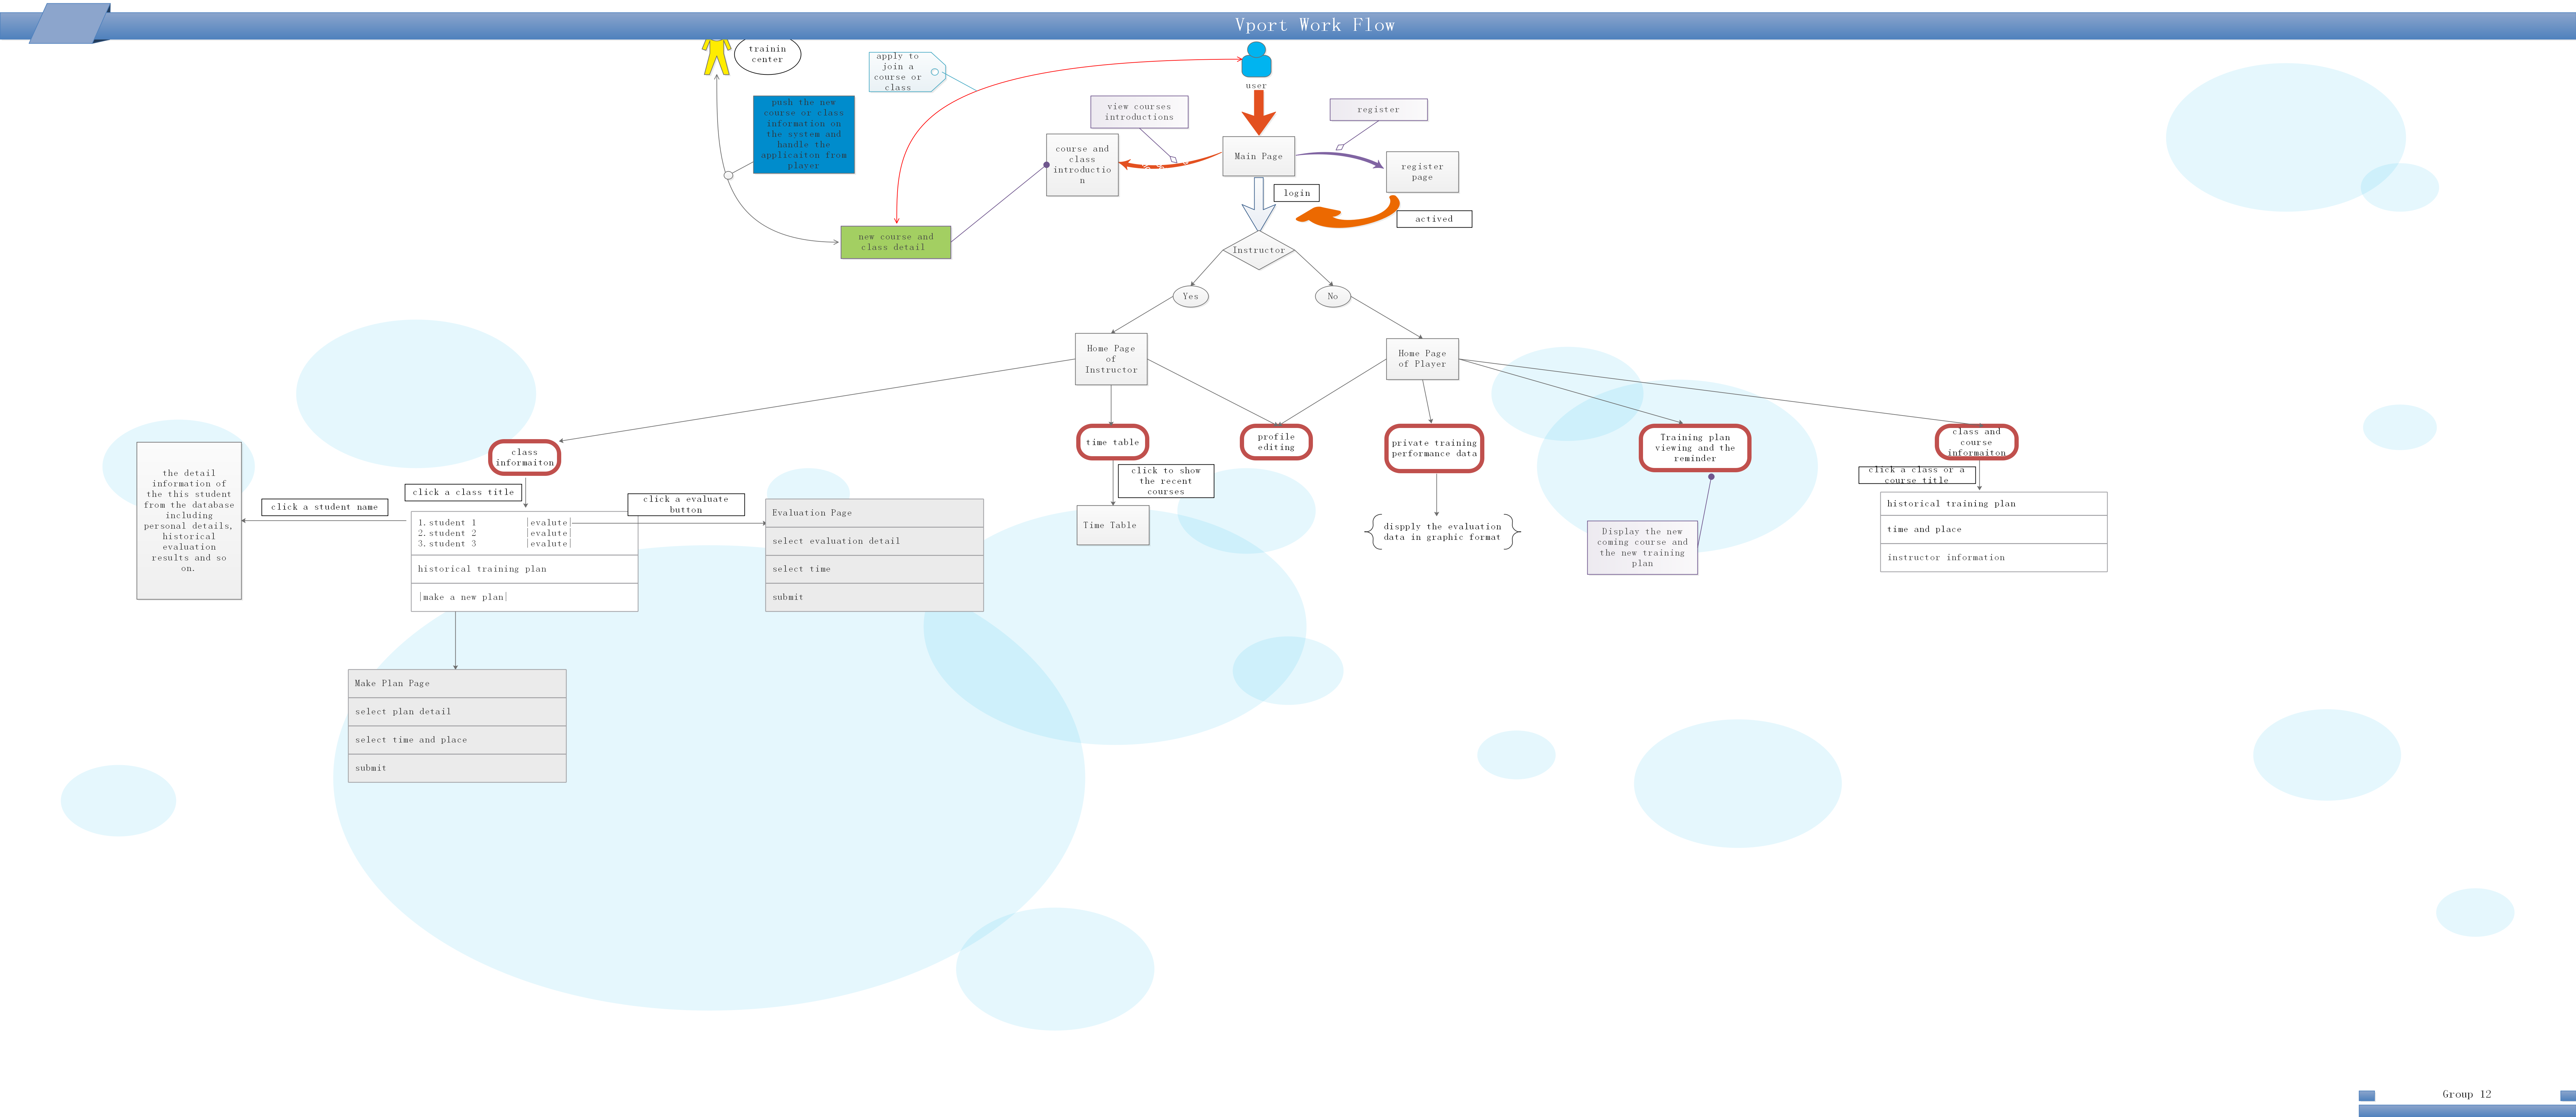 Vport Work Flow
trainin
center
apply to
join a
course or
class
user
push the new
course or class
information on
the system and
handle the
applicaiton from
player
view courses
introductions
register
course and
class
introductio
n
Main Page
register
page
login
actived
new course and
class detail
Instructor
Yes
No
Home Page
of
Instructor
Home Page
of Player
class
informaiton
time table
profile
editing
private training
performance data
Training plan
viewing and the
reminder
class and
course
informaiton
the detail
information of
the this student
from the database
including
personal details,
historical
evaluation
results and so
on.
click a student name
click a class title
click a evaluate
button
click to show
the recent
courses
click a class or a
course title
1.student 1 |evalute|
2.student 2 |evalute|
3.student 3 |evalute|
historical training plan
|make a new plan|
Evaluation Page
select evaluation detail
select time
submit
Time Table
dispply the evaluation
data in graphic format
Display the new
coming course and
the new training
plan
historical training plan
time and place
instructor information
Make Plan Page
select plan detail
select time and place
submit
Group 12